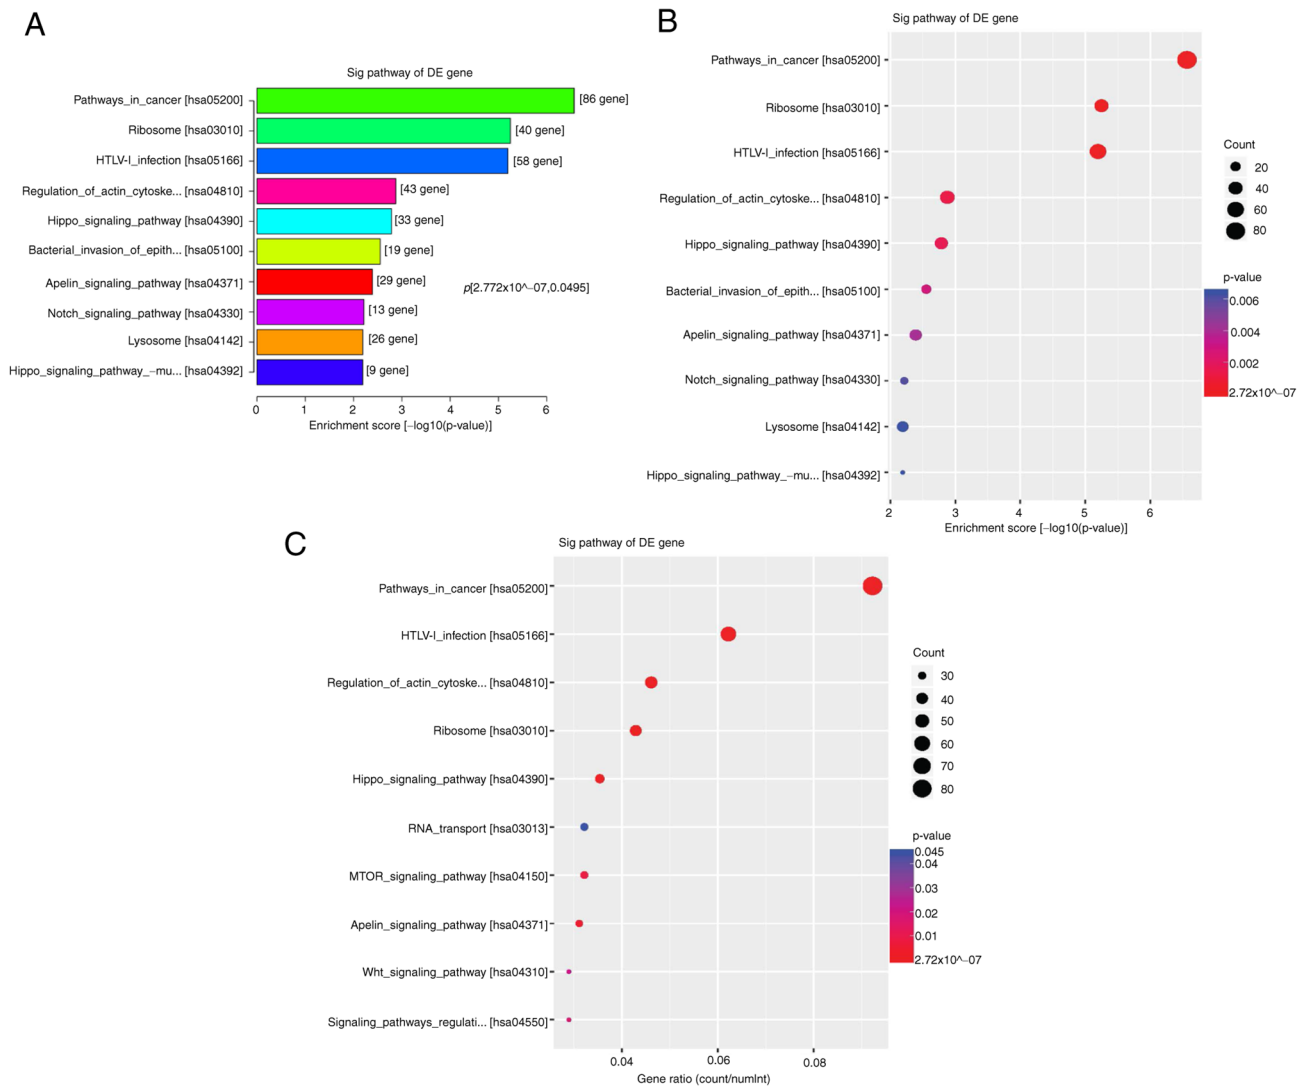 A
Sig pathway of DE gene
Pathways_in_cancer [hsa05200]
[86 gene]
Ribosome [hsa03010]
[40 gene]
HTLV-I_infection [hsa05166]
[58 gene]
Regulation_of_actin_cytoske... [nsa04810]
[43 gene]
Hippo_signaling_pathway [hsa04390]
[33 gene]
Bacterial_invasion_of_epith... [hsa05100]
[19 gene]
Apelin_signaling_pathway [hsa04371]
[29 gene]
p[2.772x10^–07,0.0495]
Notch_signaling_pathway [hsa04330]
[13 gene]
Lysosome [hsa04142]
[26 gene]
Hippo_signaling_pathway_–mu... [hsa04392]
[9 gene]
0 1 2 3 4 5 6
Enrichment score [–log10(p-value)]
B
Sig pathway of DE gene
Pathways_in_cancer [hsa05200]
Ribosome [hsa03010]
HTLV-I_infection [hsa05166]
Regulation_of_actin_cytoske... [hsa04810]
Hippo_signaling_pathway [hsa04390]
Bacterial_invasion_of_epith... [hsa05100]
Apelin_signaling_pathway [hsa04371]
Notch_signaling_pathway [hsa04330]
Lysosome [hsa04142]
Hippo_signaling_pathway_–mu... [hsa04392]
2 3 4 5 6
Enrichment score [–log10(p-value)]
Count
20
40
60
80
p-value
0.006
0.004
0.002
2.72x10^–07
C
Sig pathway of DE gene
Pathways_in_cancer [hsa05200]
HTLV-I_infection [hsa05166]
Regulation_of_actin_cytoske... [hsa04810]
Ribosome [hsa03010]
Hippo_signaling_pathway [hsa04390]
RNA_transport [hsa03013]
MTOR_signaling_pathway [hsa04150]
Apelin_signaling_pathway [hsa04371]
Wht_signaling_pathway [hsa04310]
Signaling_pathways_regulati... [hsa04550]
0.04 0.06 0.08
Gene ratio (count/numInt)
Count
30
40
50
60
70
80
p-value
0.045
0.04
0.03
0.02
0.01
2.72x10^–07